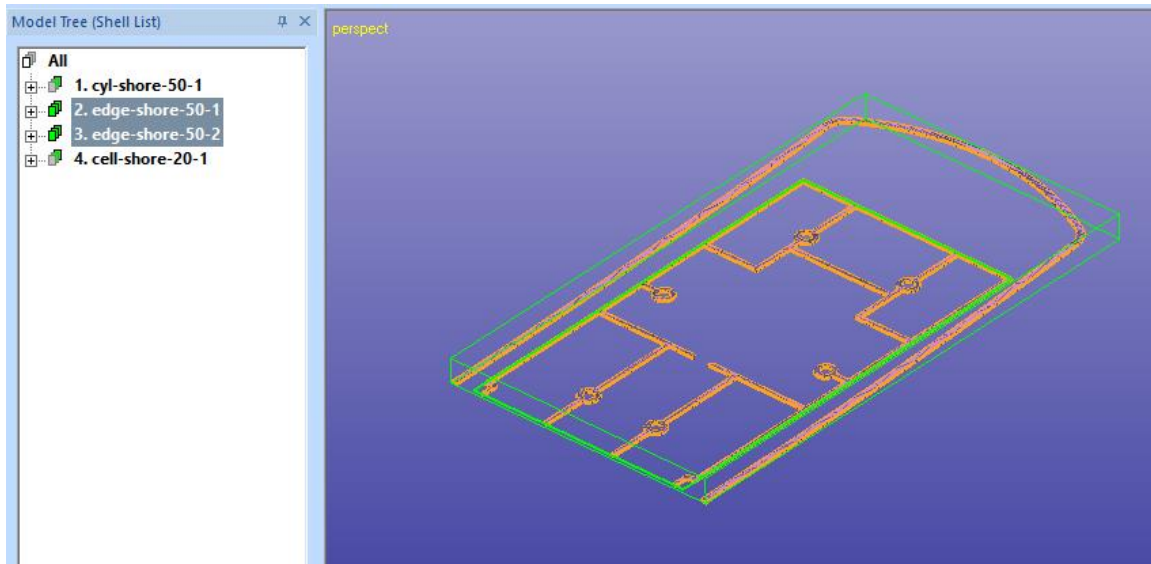 Model Tree (Shell List)
All
1. cyl-shore-50-1
2. edge-shore-50-1
3. edge-shore-50-2
4. cell-shore-20-1
perspect